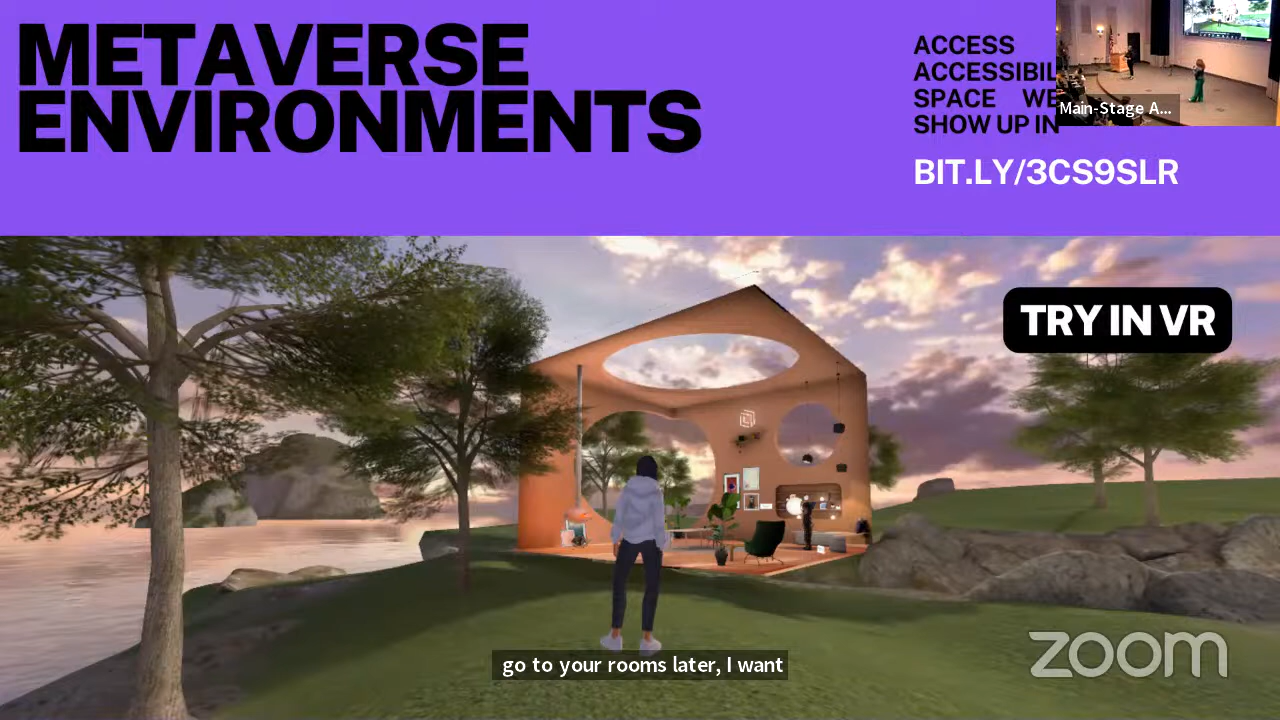 METAVERSE
ENVIRONMENTS
ACCESS
ACCESSIBIL
SPACE WE
SHOW UP IN
BIT.LY/3CS9SLR
Main-Stage A...
TRY IN VR
go to your rooms later, I want
zoom